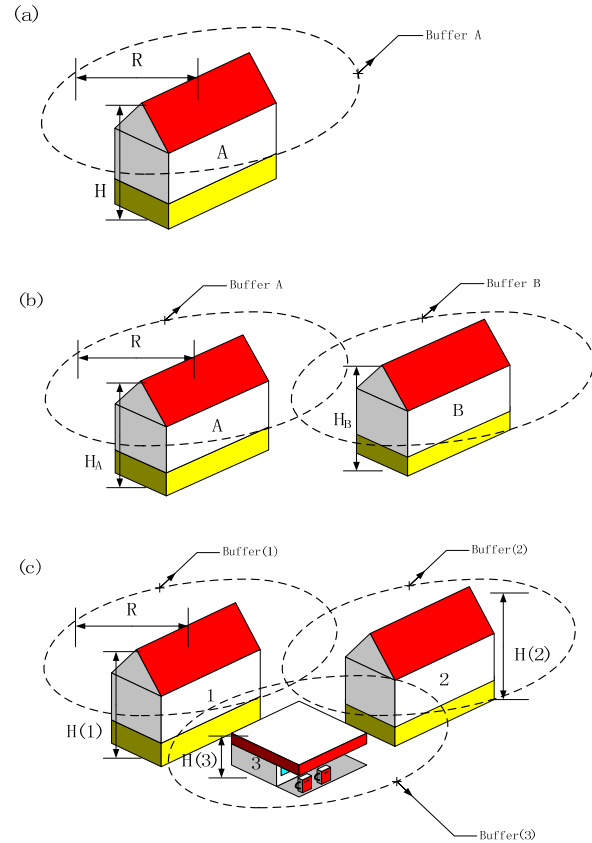 (a)
Buffer A
R
A
H
(b)
Buffer A
Buffer B
R
A
B
HA
HB
(c)
Buffer(1)
Buffer(2)
R
1
2
H(2)
H(1)
H(3)
3
Buffer(3)